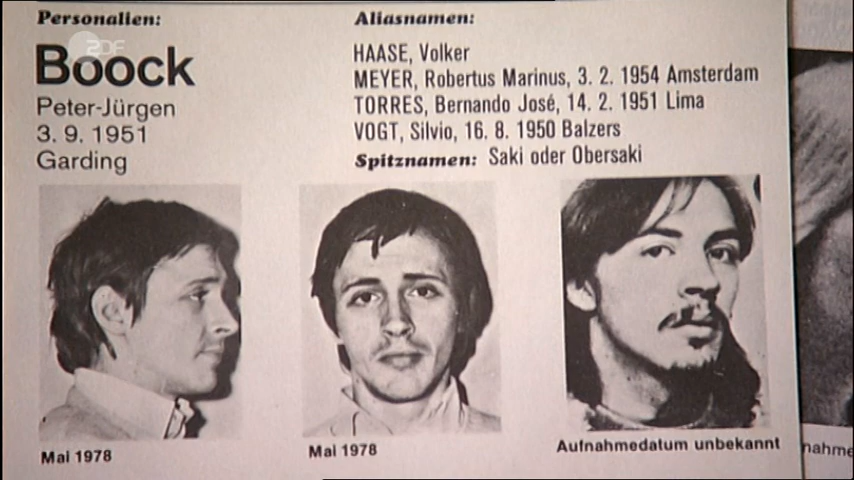 Personalien:
ZDF
Boock
Peter-Jürgen
3. 9. 1951
Garding
Aliasnamen:
HAASE, Volker
MEYER, Robertus Marinus, 3. 2. 1954 Amsterdam
TORRES, Bernando José, 14. 2. 1951 Lima
VOGT, Silvio, 16. 8. 1950 Balzers
Spitznamen: Saki oder Obersaki
Mai 1978
Mai 1978
Aufnahmedatum unbekannt
nahme